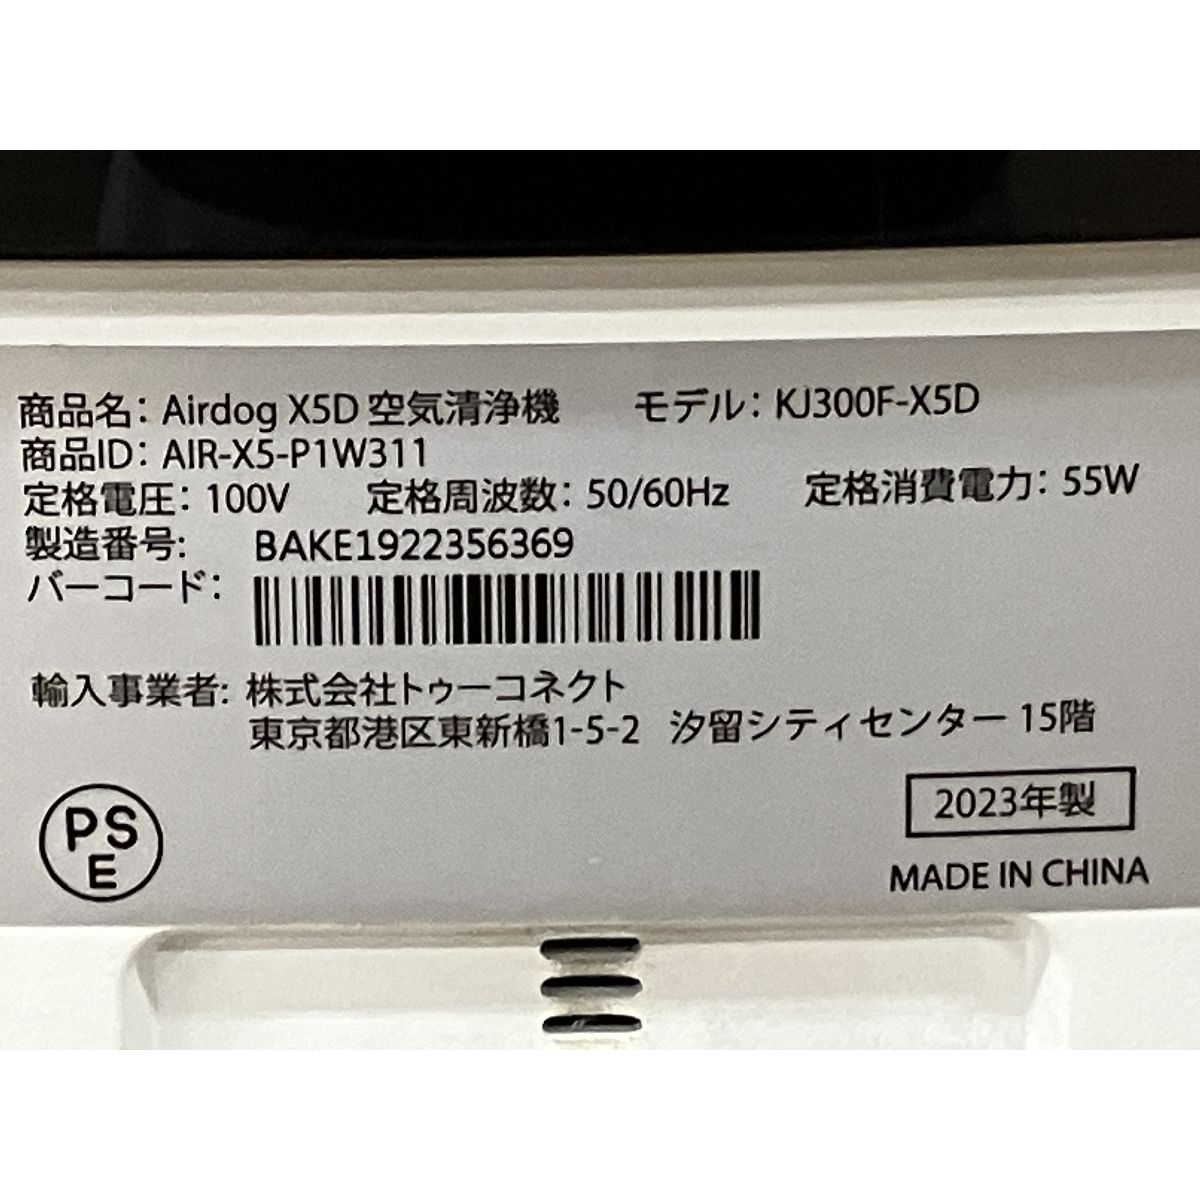 商品名： Airdog X5D 空気清浄機 モデル： KJ300F-X5D
商品ID： AIR-X5-P1W311
定格電圧： 100V 定格周波数： 50/60Hz 定格消費電力： 55W
製造番号: BAKE1922356369
バーコード：
輸入事業者: 株式会社トゥーコネクト
東京都港区東新橋1-5-2 汐留シティセンター 15階
PS
E
2023年製
MADE IN CHINA